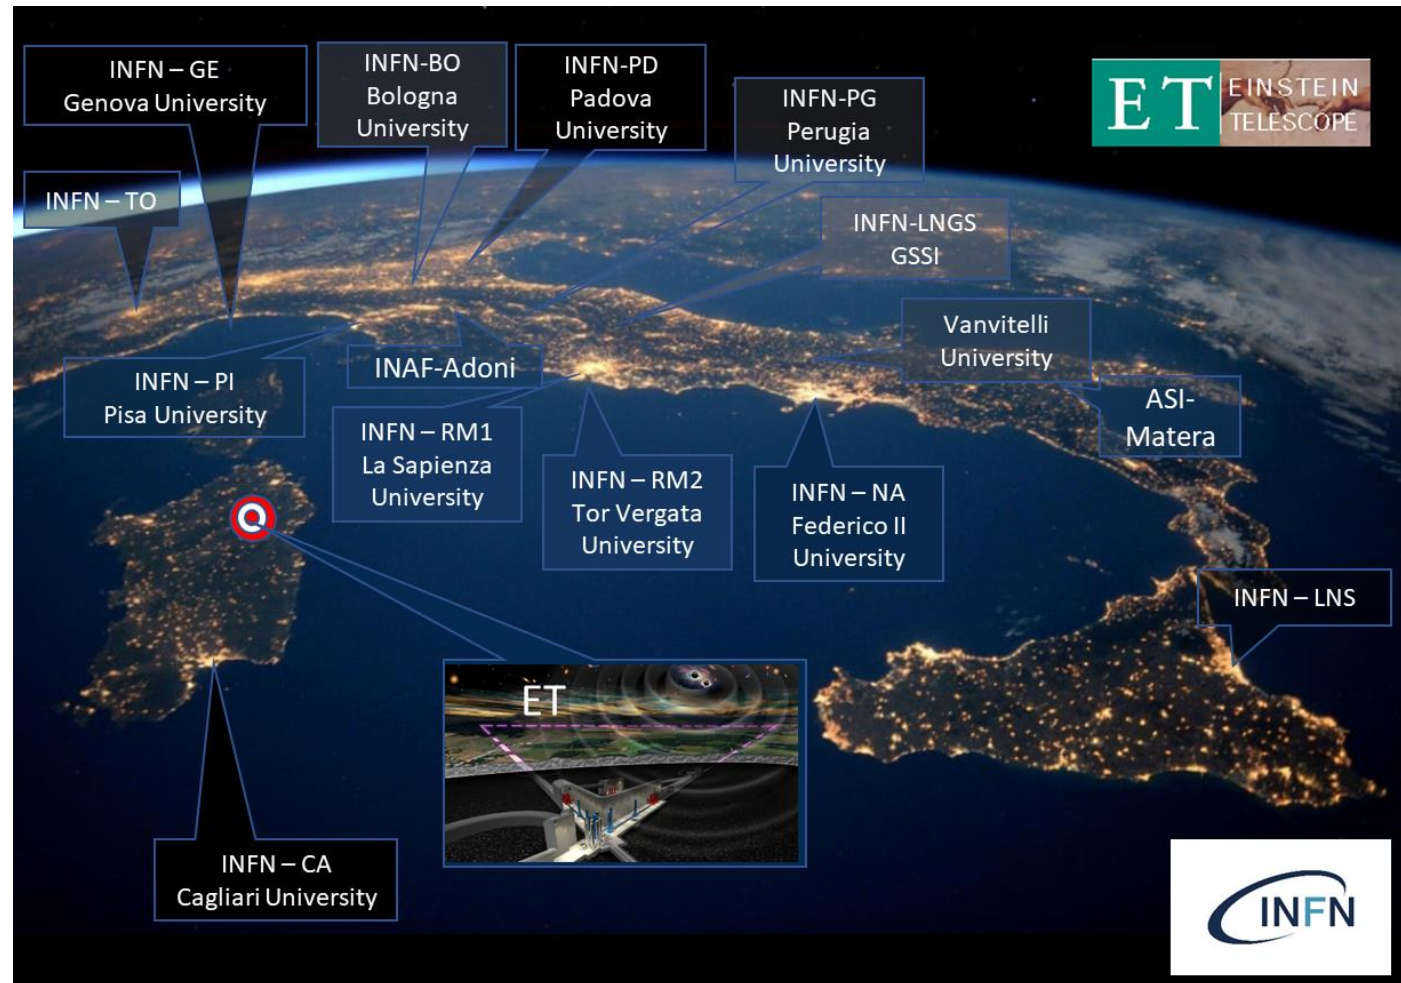 INFN – GE
Genova University
INFN-BO
Bologna
University
INFN-PD
Padova
University
INFN-PG
Perugia
University
ET EINSTEIN
TELESCOPE
INFN – TO
INFN-LNGS
GSSI
Vanvitelli
University
INFN – PI
Pisa University
INAF-Adoni
ASI-
Matera
INFN – RM1
La Sapienza
University
INFN – RM2
Tor Vergata
University
INFN – NA
Federico II
University
INFN – LNS
ET
INFN – CA
Cagliari University
INFN